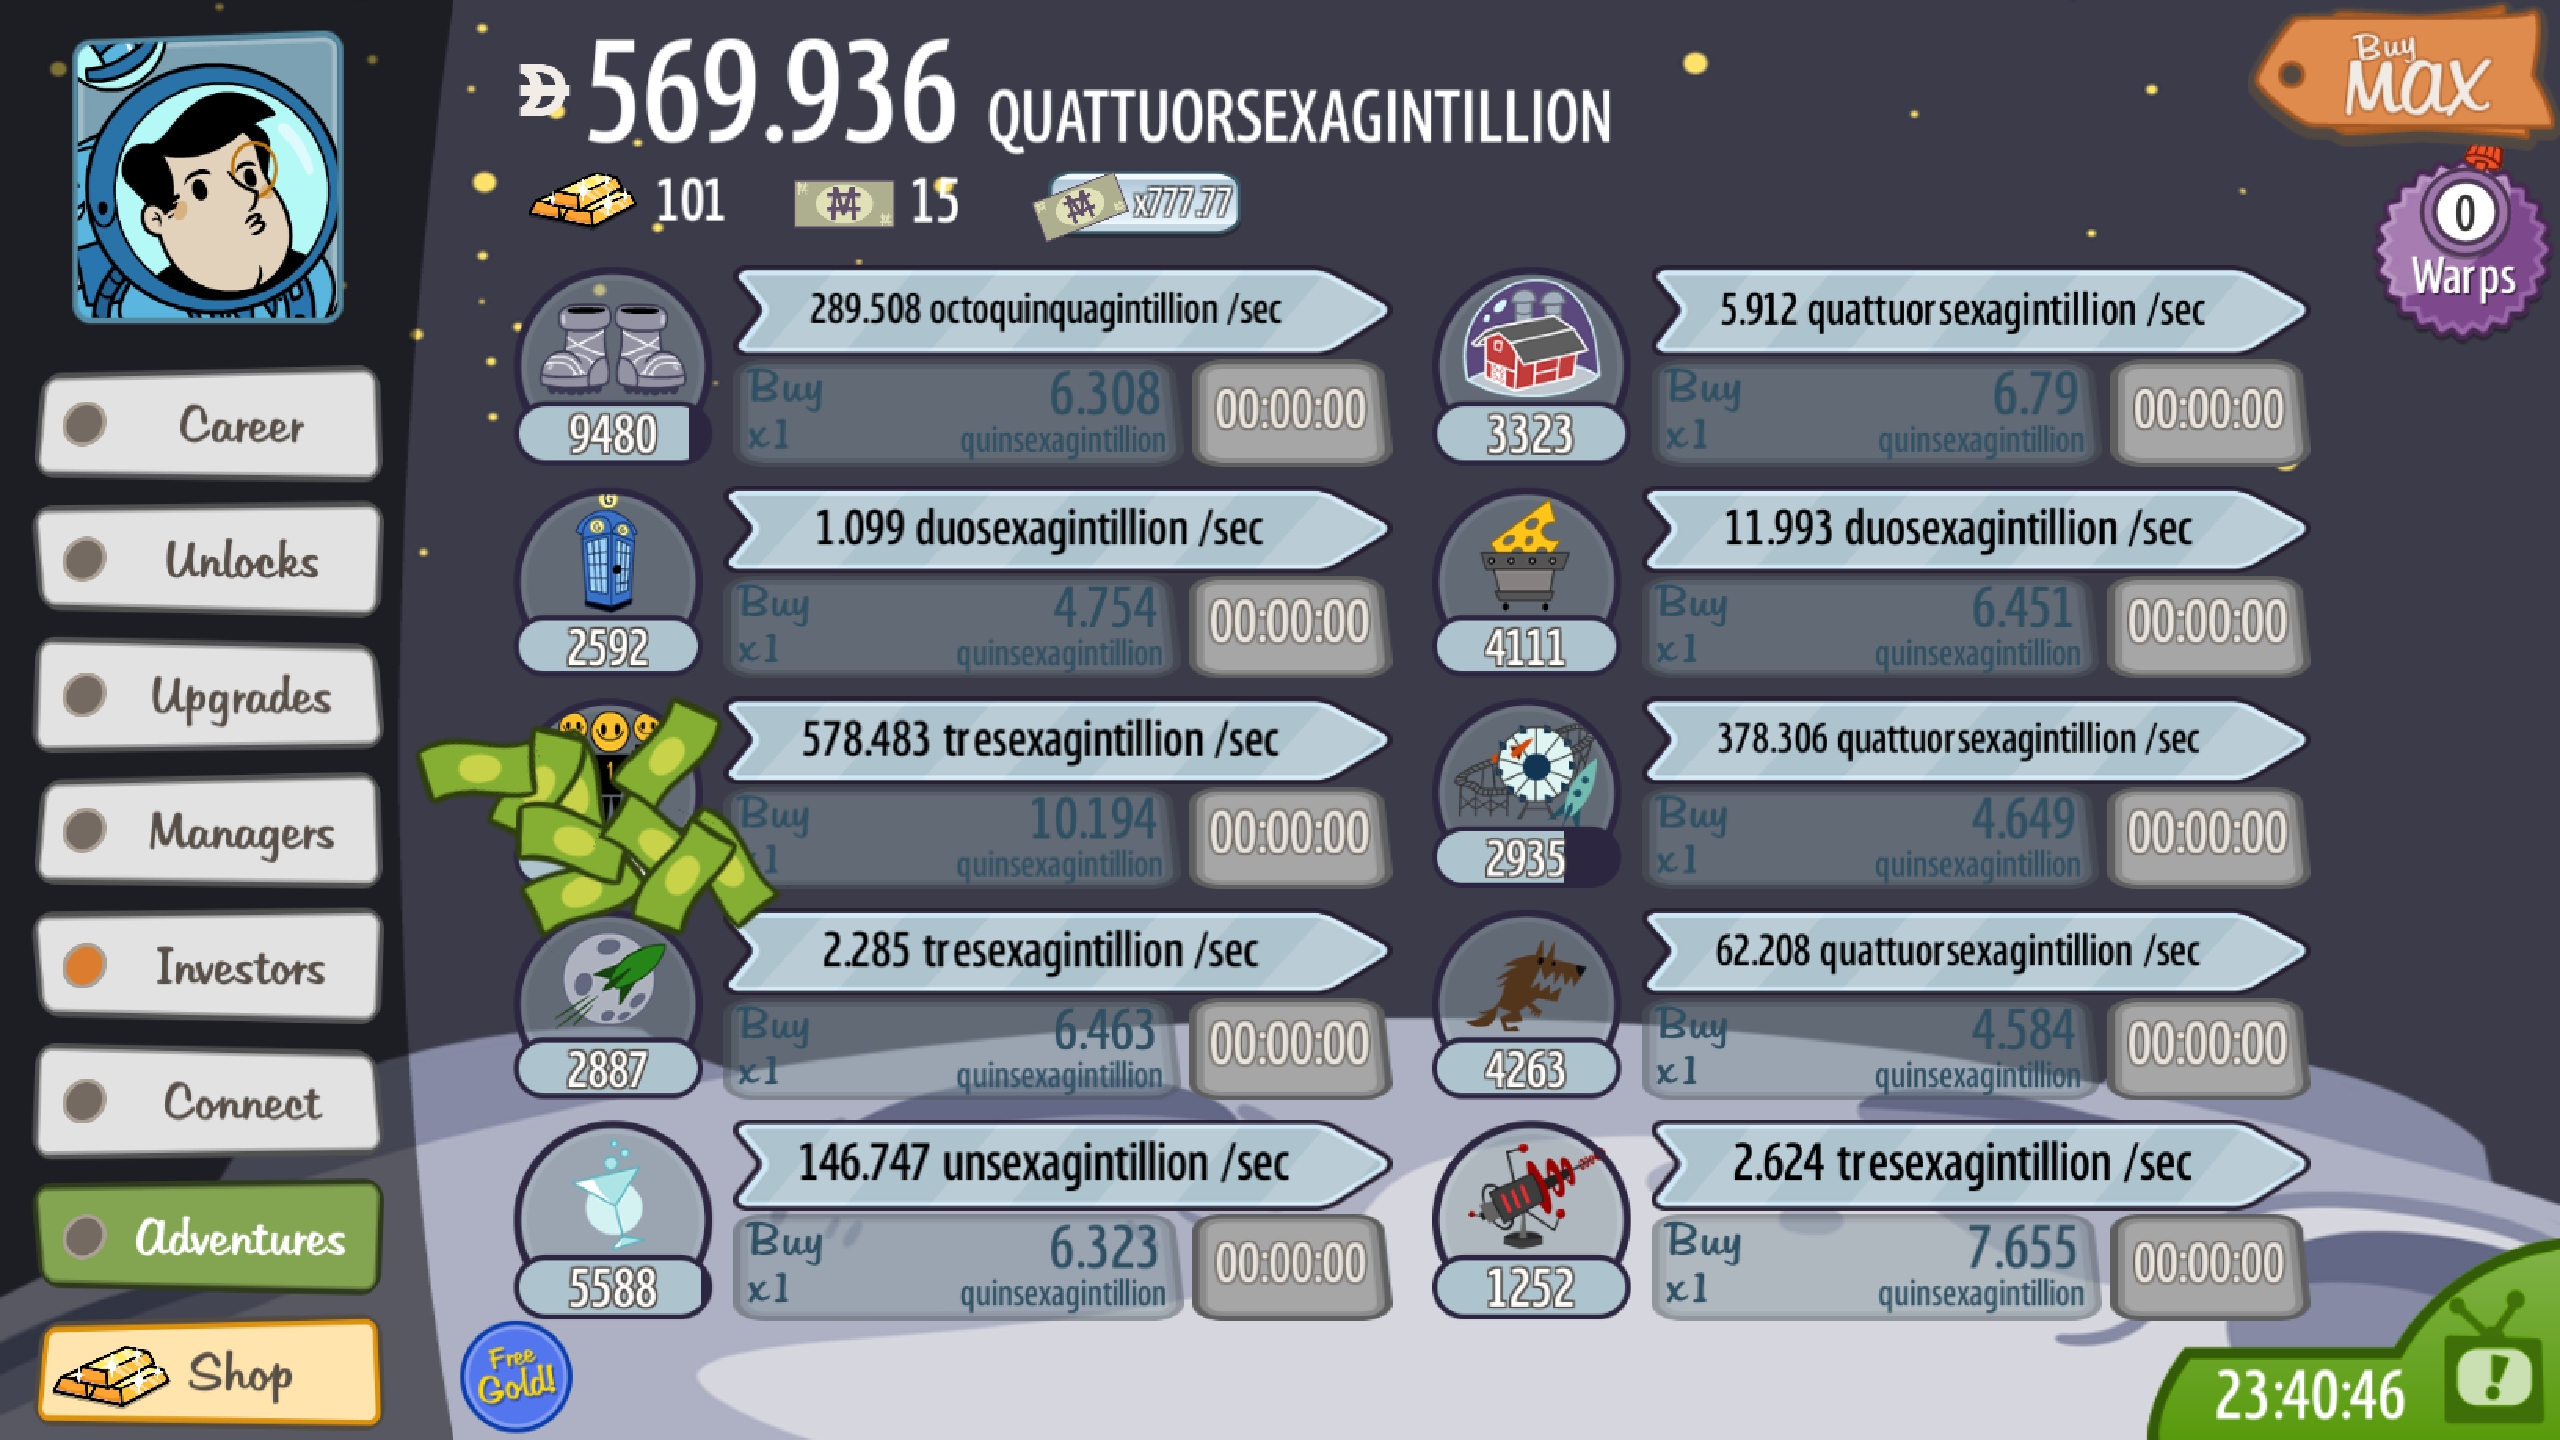 569.936 QUATTUORSEXAGINTILLION
Buy
MAX
101
15
x777.77
0
Warps
Career
Unlocks
Upgrades
Managers
Investors
Connect
Adventures
Shop
289.508 octoquinquagintillion /sec
Buy 6.308
x1 quinsexagintillion
00:00:00
9480
5.912 quattuorsexagintillion /sec
Buy 6.79
x1 quinsexagintillion
00:00:00
3323
G
1.099 duosexagintillion /sec
Buy 4.754
x1 quinsexagintillion
00:00:00
2592
11.993 duosexagintillion /sec
Buy 6.451
x1 quinsexagintillion
00:00:00
4111
578.483 tresexagintillion /sec
Buy 10.194
1 quinsexagintillion
00:00:00
378.306 quattuorsexagintillion /sec
Buy 4.649
x1 quinsexagintillion
00:00:00
2935
2.285 tresexagintillion /sec
Buy 6.463
x1 quinsexagintillion
00:00:00
2887
62.208 quattuorsexagintillion /sec
Buy 4.584
x1 quinsexagintillion
00:00:00
4263
146.747 unsexagintillion /sec
Buy 6.323
x1 quinsexagintillion
00:00:00
5588
2.624 tresexagintillion /sec
Buy 7.655
x1 quinsexagintillion
00:00:00
1252
Free
Gold!
23:40:46
!